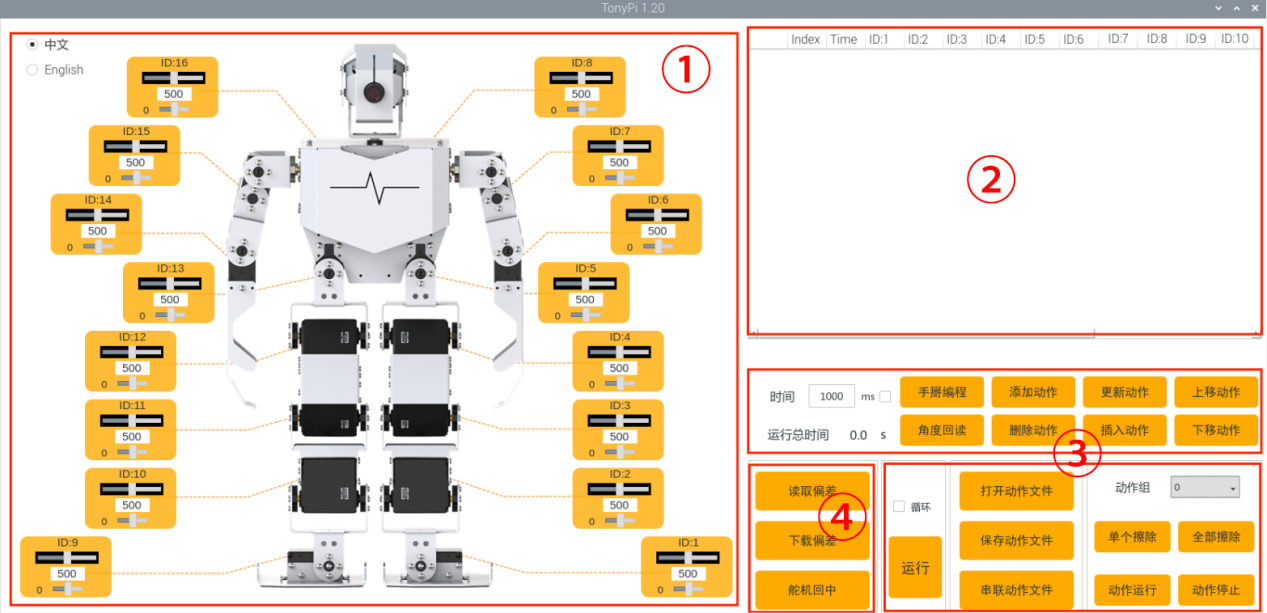 TonyPi 1.20
中文
English
①
ID:16
500
0
ID:8
500
0
ID:15
500
0
ID:7
500
0
ID:14
500
0
ID:6
500
0
ID:13
500
0
ID:5
500
0
ID:12
500
0
ID:4
500
0
ID:11
500
0
ID:3
500
0
ID:10
500
0
ID:2
500
0
ID:9
500
0
ID:1
500
0
Index Time ID:1 ID:2 ID:3 ID:4 ID:5 ID:6 ID:7 ID:8 ID:9 ID:10
②
时间 1000 ms 手掰编程 添加动作 更新动作 上移动作
运行总时间 0.0 s 角度回读 删除动作 插入动作 下移动作
③
读取偏差
④
下载偏差
舵机回中
循环
运行
打开动作文件
保存动作文件
串联动作文件
动作组 0
单个擦除 全部擦除
动作运行 动作停止